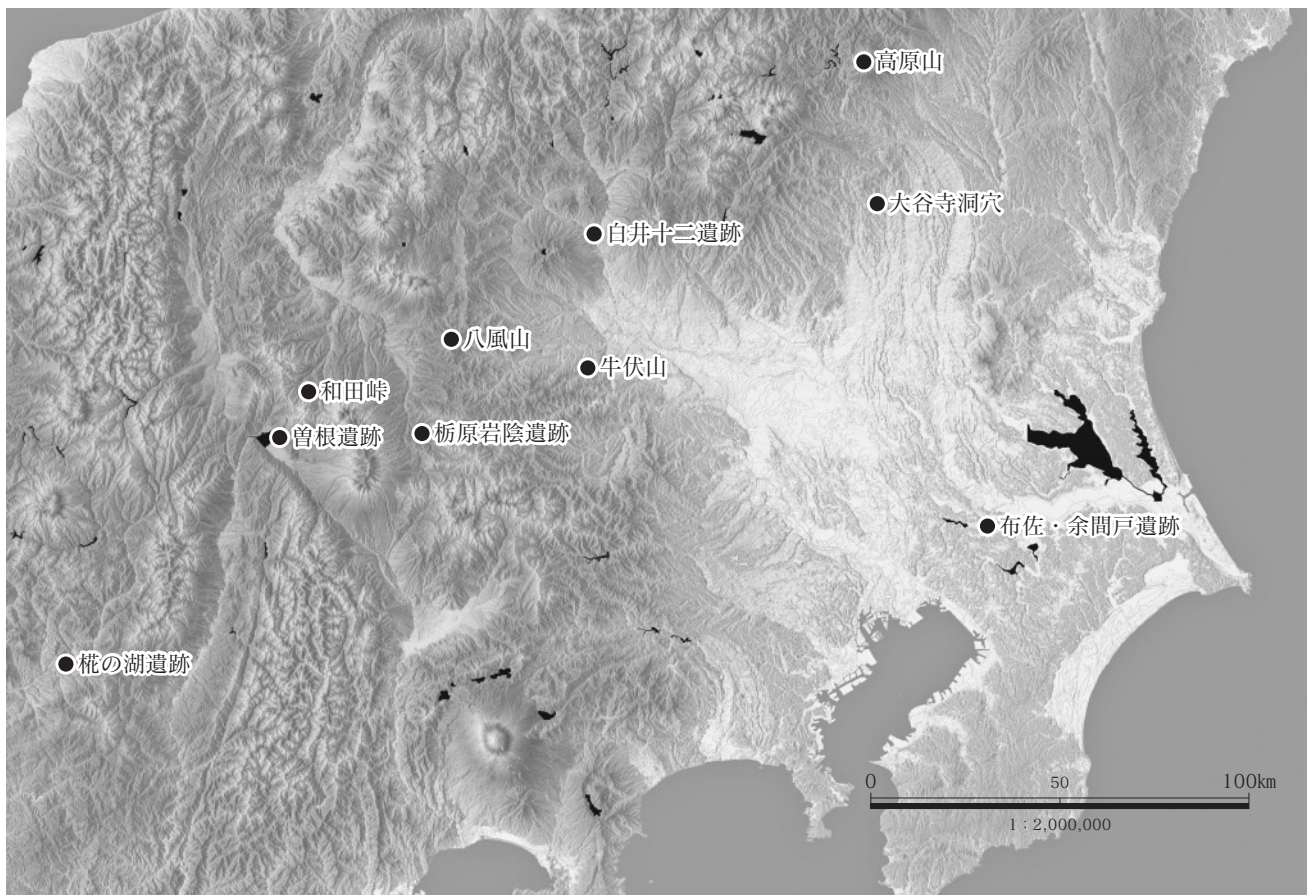 高原山
大谷寺洞穴
白井十二遺跡
八風山
牛伏山
和田峠
曽根遺跡
栃原岩陰遺跡
布佐・余間戸遺跡
椛の湖遺跡
0 50 100km
1：2,000,000